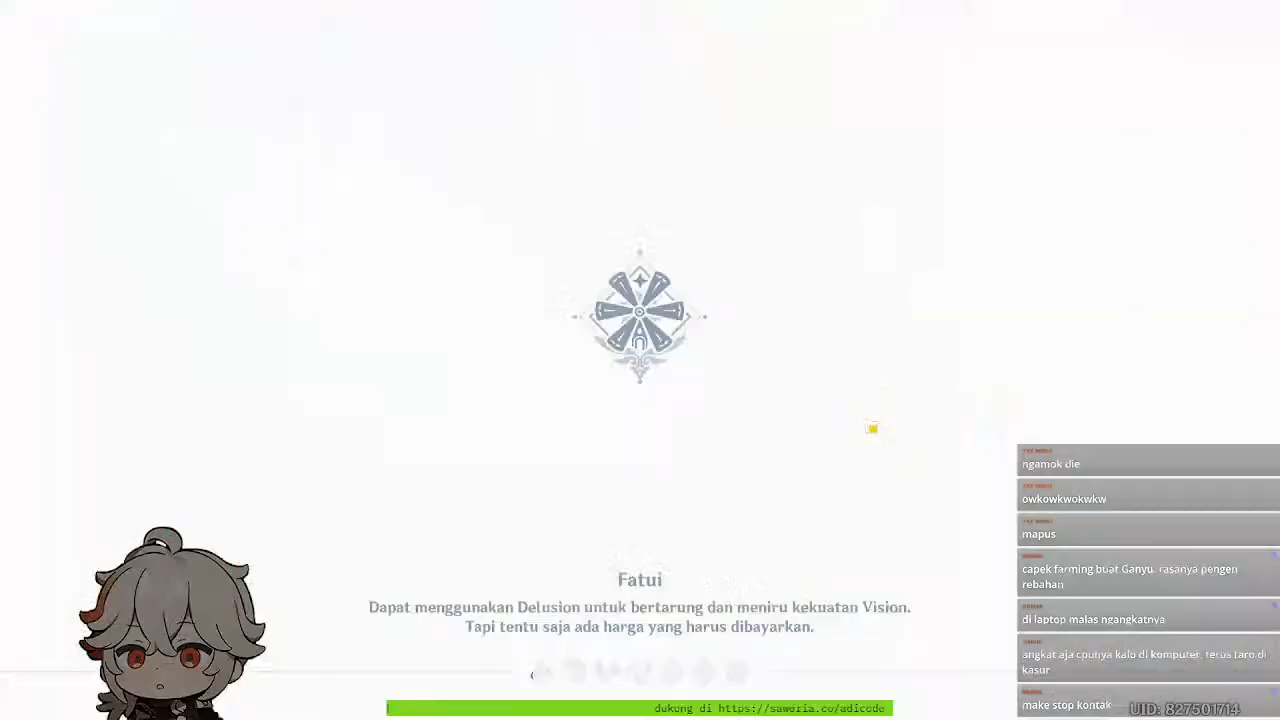 ngamok die
owkowkwokwkw
mapus
capek farming buat Ganyu, rasanya pengen
rebahan
di laptop malas ngangkatnya
angkat aja cpunya kalo di komputer, terus taro di
kasur
make stop kontak
UID: 827501714
Fatui
Dapat menggunakan Delusion untuk bertarung dan meniru kekuatan Vision.
Tapi tentu saja ada harga yang harus dibayarkan.
dukung di https://saweria.co/adicode